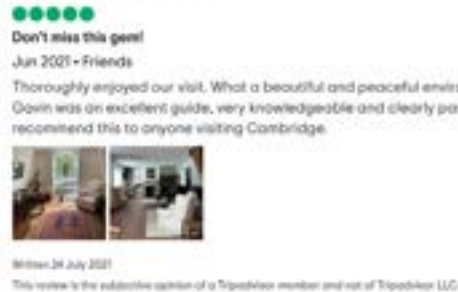 Don't miss this gem!
Jun 2021 • Friends
Thoroughly enjoyed our visit. What a beautiful and peaceful
Gavin was an excellent guide, very knowledgeable and clearly
recommend this to anyone visiting Cambridge.
Written 24 July 2021
This review is the subjective opinion of a Tripadvisor member and not of Tripadvisor LLC.